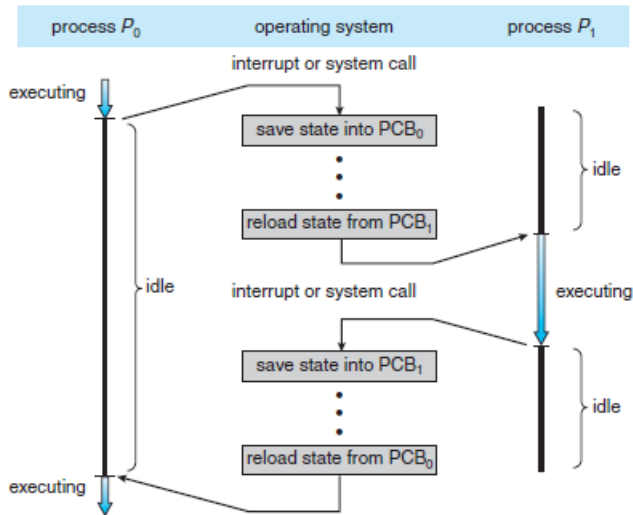 process P0 operating system process P1
interrupt or system call
executing
save state into PCB0
idle
reload state from PCB1
idle
interrupt or system call
executing
save state into PCB1
idle
reload state from PCB0
executing